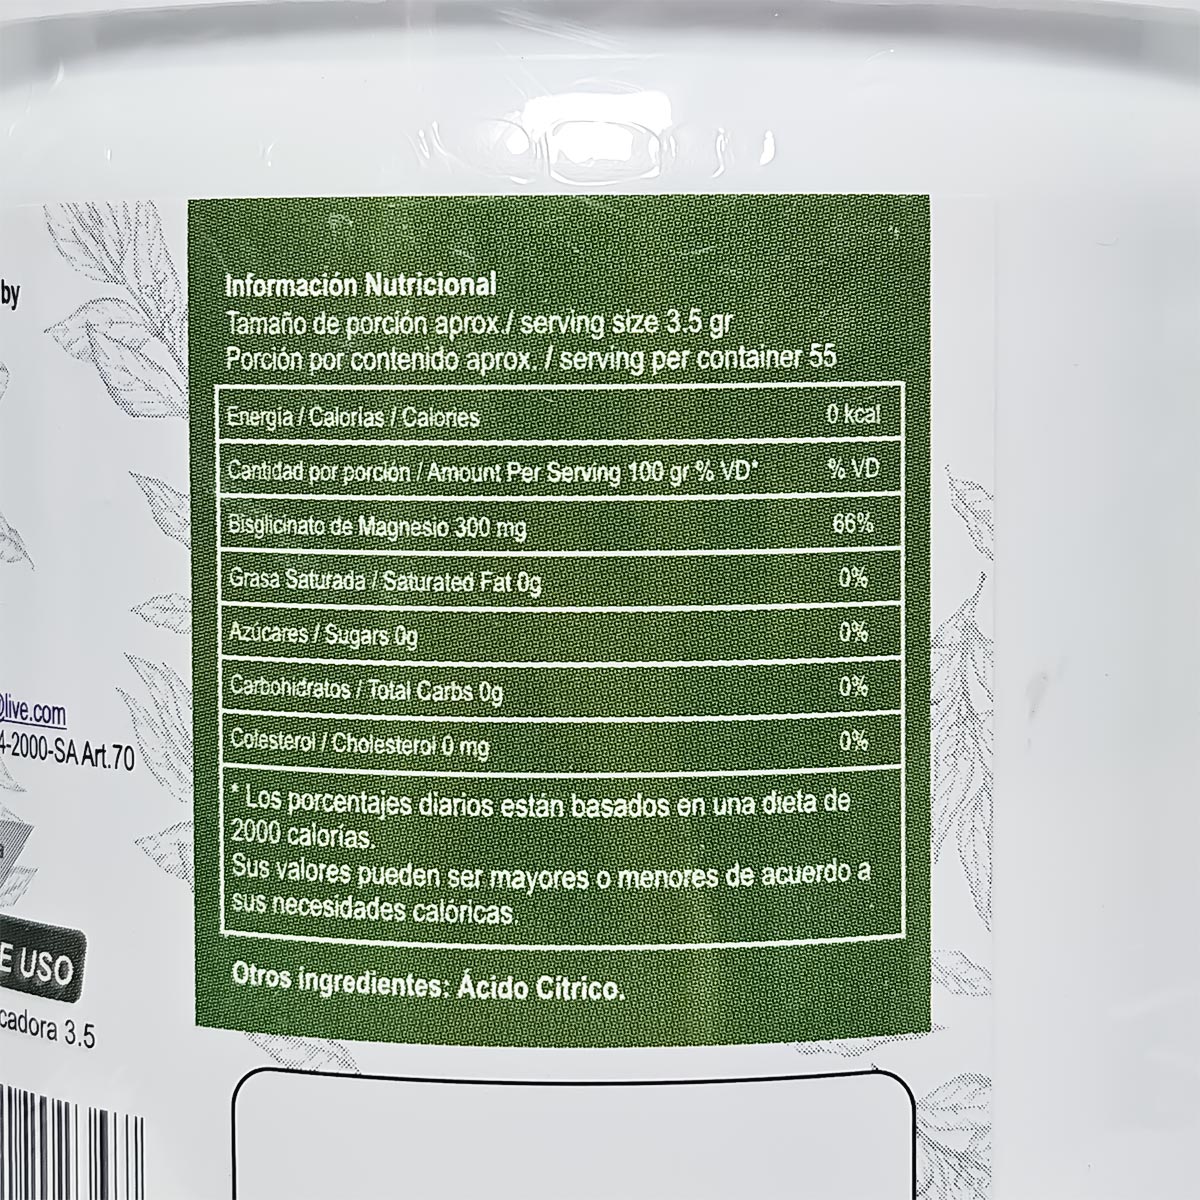 by
Información Nutricional
Tamaño de porción aprox./ serving size 3.5 gr
Porción por contenido aprox. / serving per container 55
Energía / Calorías / Calories 0 kcal
Cantidad por porción / Amount Per Serving 100 gr % VD* % VD
Bisglicinato de Magnesio 300 mg 66%
Grasa Saturada / Saturated Fat 0g 0%
Azúcares / Sugars 0g 0%
Carbohidratos / Total Carbs 0g 0%
Colesterol / Cholesterol 0 mg 0%
* Los porcentajes diarios están basados en una dieta de
2000 calorías.
Sus valores pueden ser mayores o menores de acuerdo a
sus necesidades calóricas.
Otros ingredientes: Ácido Cítrico.
@live.com
4-2000-SA Art.70
E USO
cadora 3.5